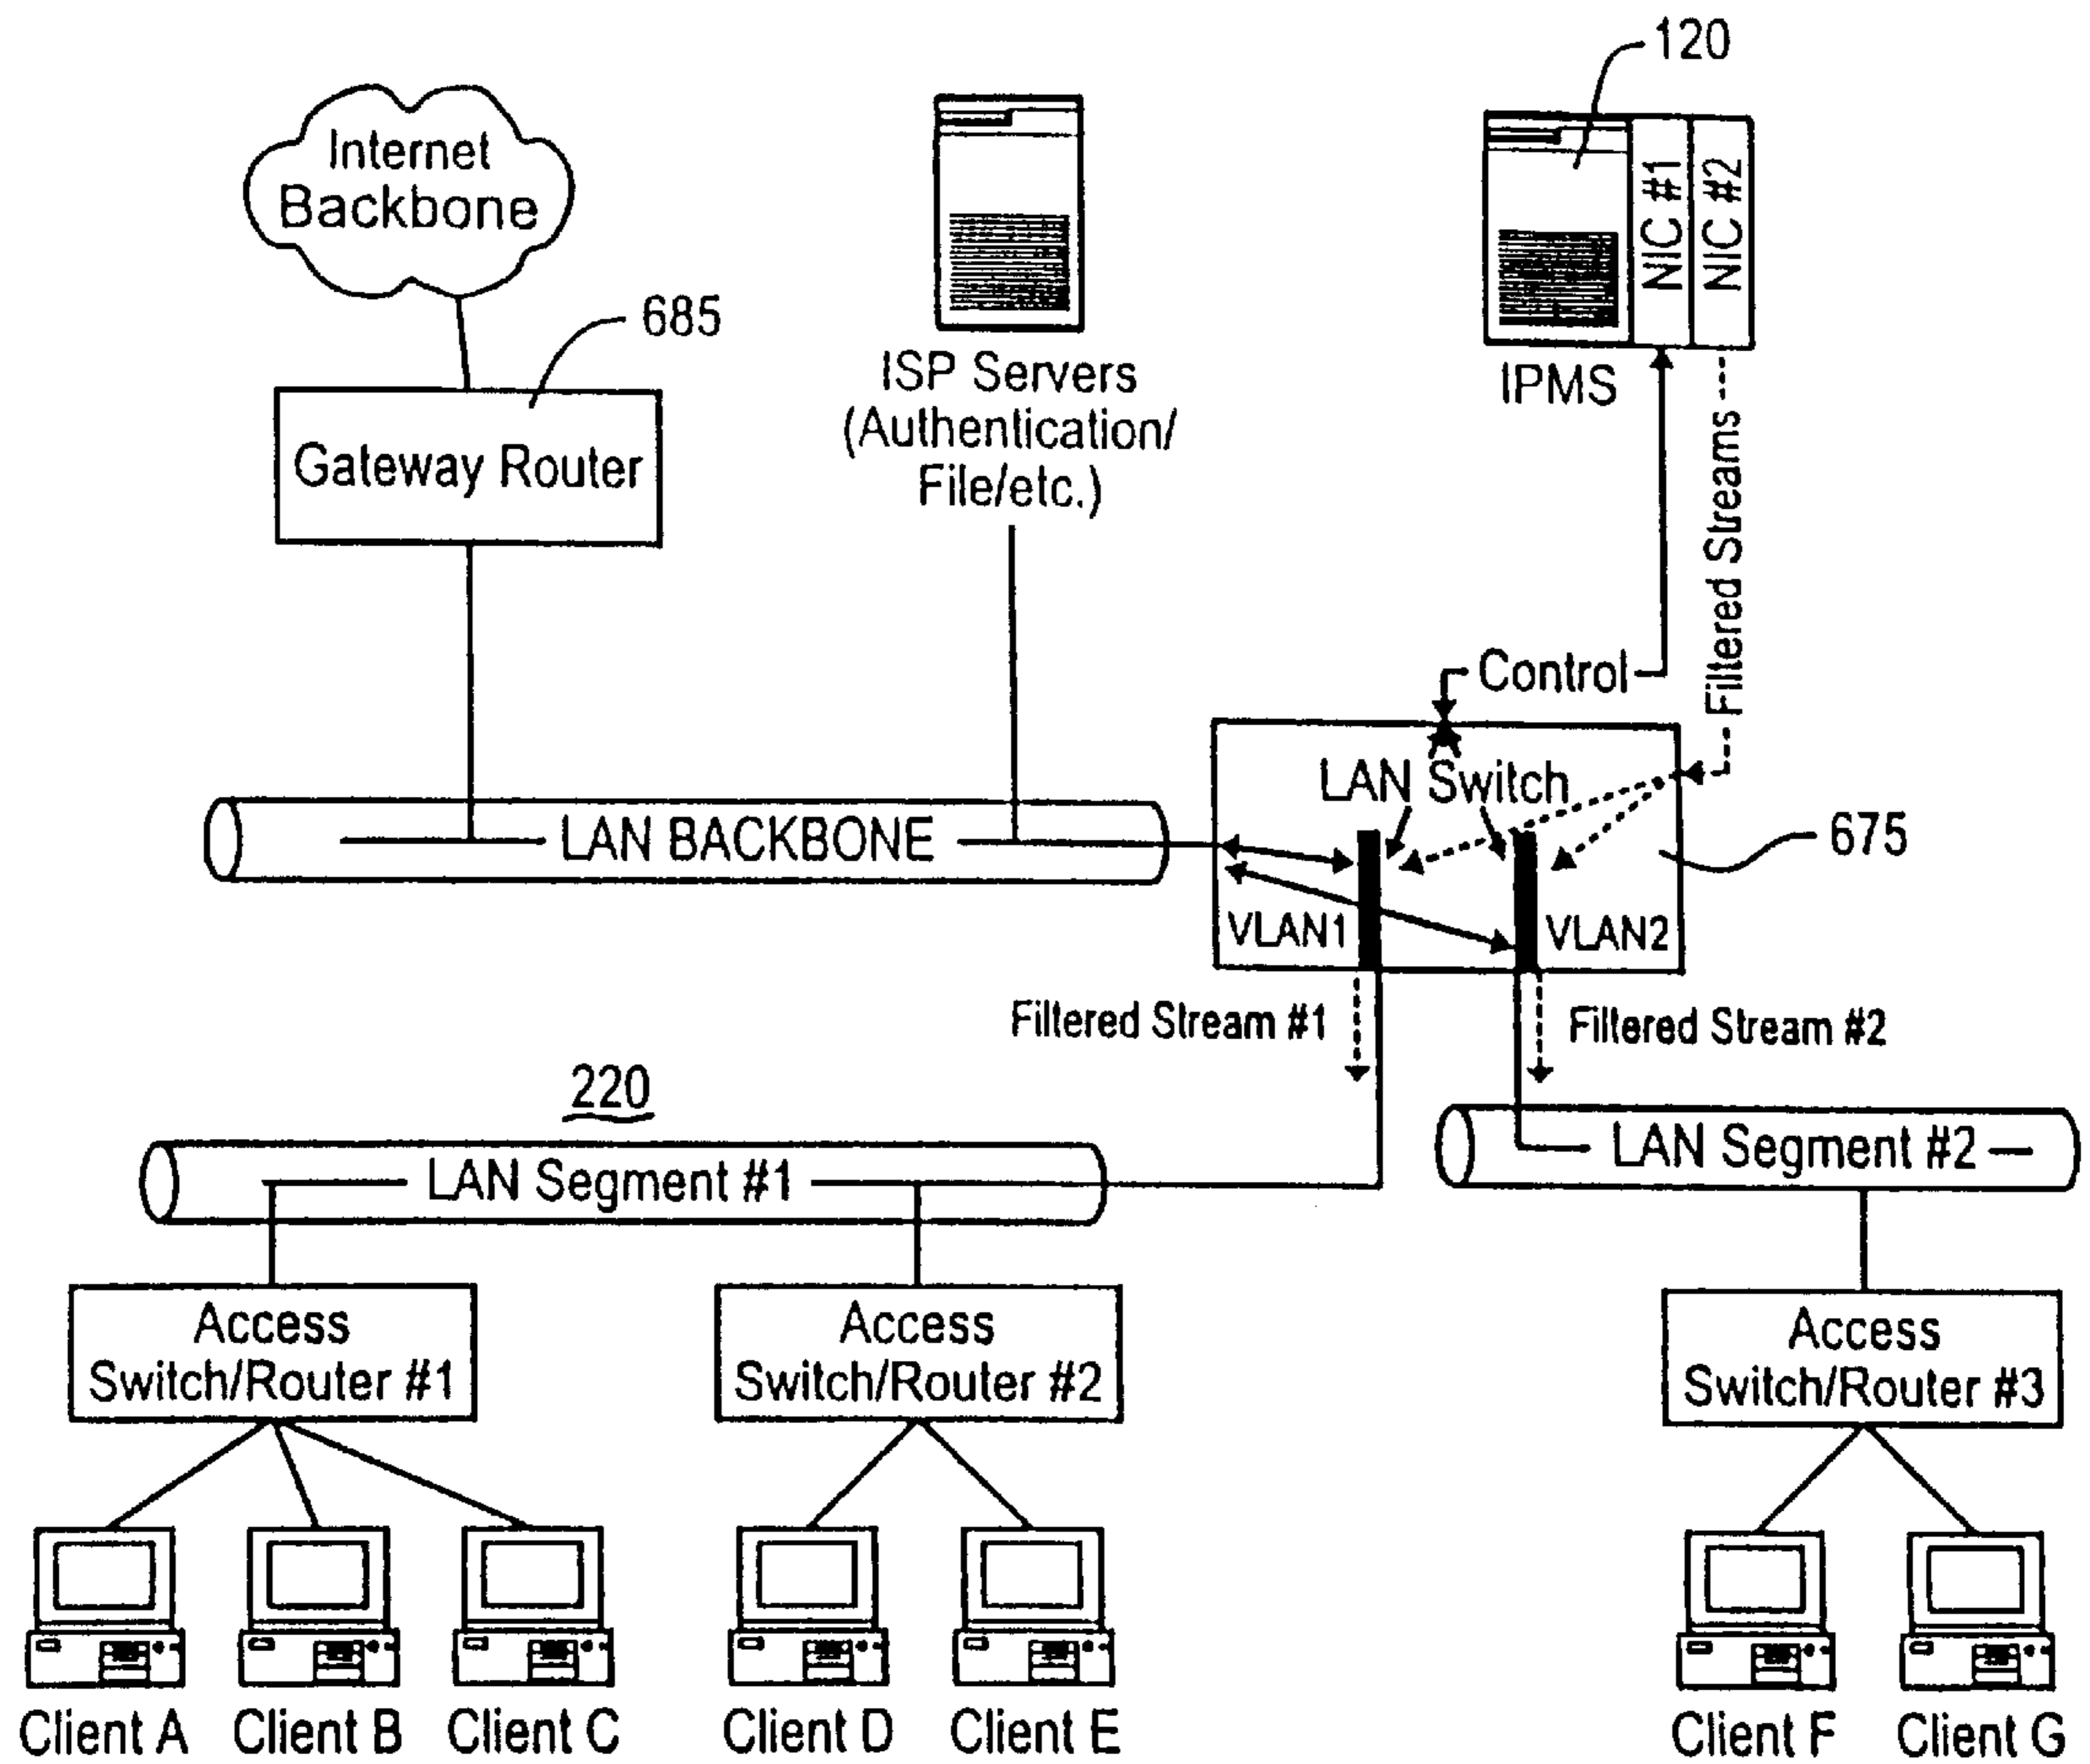 120
Internet
Backbone
NIC #1
NIC #2
685
ISP Servers
(Authentication/
File/etc.)
IPMS
Gateway Router
Filtered Streams
Control
LAN Switch
LAN BACKBONE
675
VLAN1
VLAN2
Filtered Stream #1
Filtered Stream #2
220
LAN Segment #1
LAN Segment #2
Access
Switch/Router #1
Access
Switch/Router #2
Access
Switch/Router #3
Client A
Client B
Client C
Client D
Client E
Client F
Client G